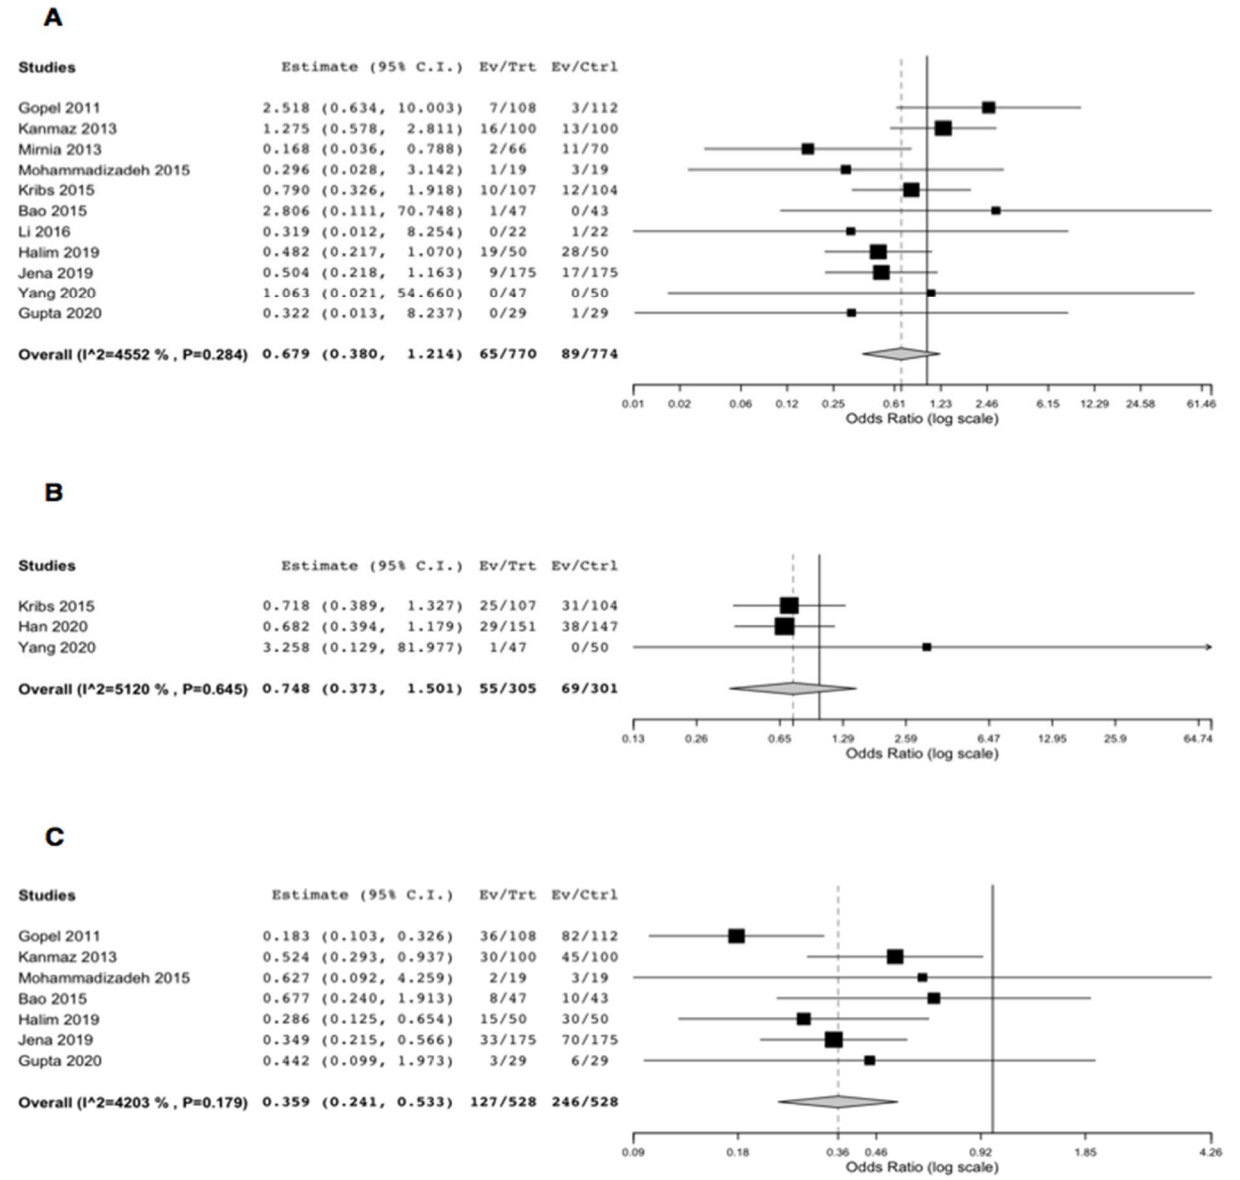 A
Studies Estimate (95% C.I.) Ev/Trt Ev/Ctrl
Gopel 2011 2.518 (0.634, 10.003) 7/108 3/112
Kanmaz 2013 1.275 (0.578, 2.811) 16/100 13/100
Mirnia 2013 0.168 (0.036, 0.788) 2/66 11/70
Mohammadizadeh 2015 0.296 (0.028, 3.142) 1/19 3/19
Kribs 2015 0.790 (0.326, 1.918) 10/107 12/104
Bao 2015 2.806 (0.111, 70.748) 1/47 0/43
Li 2016 0.319 (0.012, 8.254) 0/22 1/22
Halim 2019 0.482 (0.217, 1.070) 19/50 28/50
Jena 2019 0.504 (0.218, 1.163) 9/175 17/175
Yang 2020 1.063 (0.021, 54.660) 0/47 0/50
Gupta 2020 0.322 (0.013, 8.237) 0/29 1/29
Overall (I^2=4552 % , P=0.284) 0.679 (0.380, 1.214) 65/770 89/774
0.01 0.02 0.06 0.12 0.25 0.61 1.23 2.46 6.15 12.29 24.58 61.46
Odds Ratio (log scale)
B
Studies Estimate (95% C.I.) Ev/Trt Ev/Ctrl
Kribs 2015 0.718 (0.389, 1.327) 25/107 31/104
Han 2020 0.682 (0.394, 1.179) 29/151 38/147
Yang 2020 3.258 (0.129, 81.977) 1/47 0/50
Overall (I^2=5120 % , P=0.645) 0.748 (0.373, 1.501) 55/305 69/301
0.13 0.26 0.65 1.29 2.59 6.47 12.95 25.9 64.74
Odds Ratio (log scale)
C
Studies Estimate (95% C.I.) Ev/Trt Ev/Ctrl
Gopel 2011 0.183 (0.103, 0.326) 36/108 82/112
Kanmaz 2013 0.524 (0.293, 0.937) 30/100 45/100
Mohammadizadeh 2015 0.627 (0.092, 4.259) 2/19 3/19
Bao 2015 0.677 (0.240, 1.913) 8/47 10/43
Halim 2019 0.286 (0.125, 0.654) 15/50 30/50
Jena 2019 0.349 (0.215, 0.566) 33/175 70/175
Gupta 2020 0.442 (0.099, 1.973) 3/29 6/29
Overall (I^2=4203 % , P=0.179) 0.359 (0.241, 0.533) 127/528 246/528
0.09 0.18 0.36 0.46 0.92 1.85 4.26
Odds Ratio (log scale)